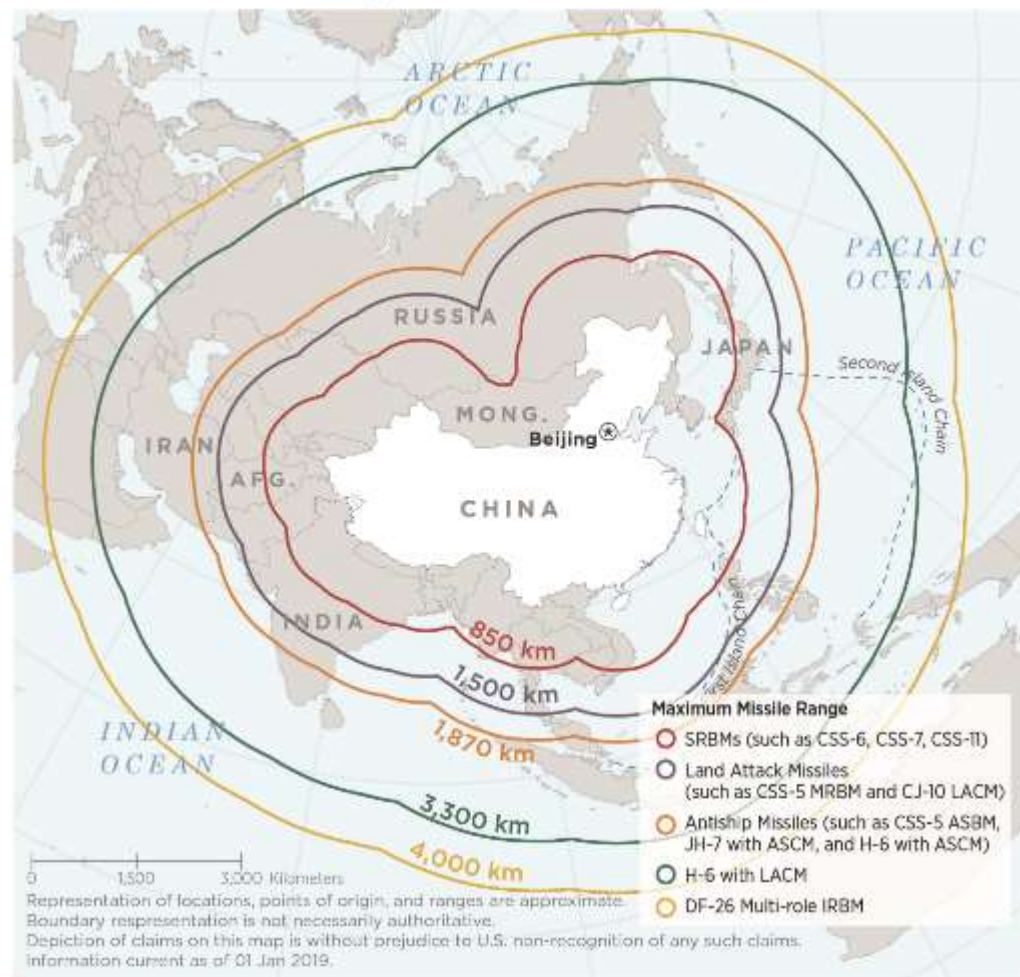 ARCTIC
OCEAN
PACIFIC
OCEAN
RUSSIA
JAPAN
Second Island Chain
MONG.
Beijing
IRAN
AFG.
CHINA
INDIA
850 km
First Island Chain
1,500 km
1,870 km
INDIAN
OCEAN
3,300 km
4,000 km
Maximum Missile Range
SRBMs (such as CSS-6, CSS-7, CSS-11)
Land Attack Missiles
(such as CSS-5 MRBM and CJ-10 LACM)
Antiship Missiles (such as CSS-5 ASBM,
JH-7 with ASCM, and H-6 with ASCM)
H-6 with LACM
DF-26 Multi-role IRBM
0 1,500 3,000 Kilometers
Representation of locations, points of origin, and ranges are approximate.
Boundary respresentation is not necessarily authoritative.
Depiction of claims on this map is without prejudice to U.S. non-recognition of any such claims.
Information current as of 01 Jan 2019.